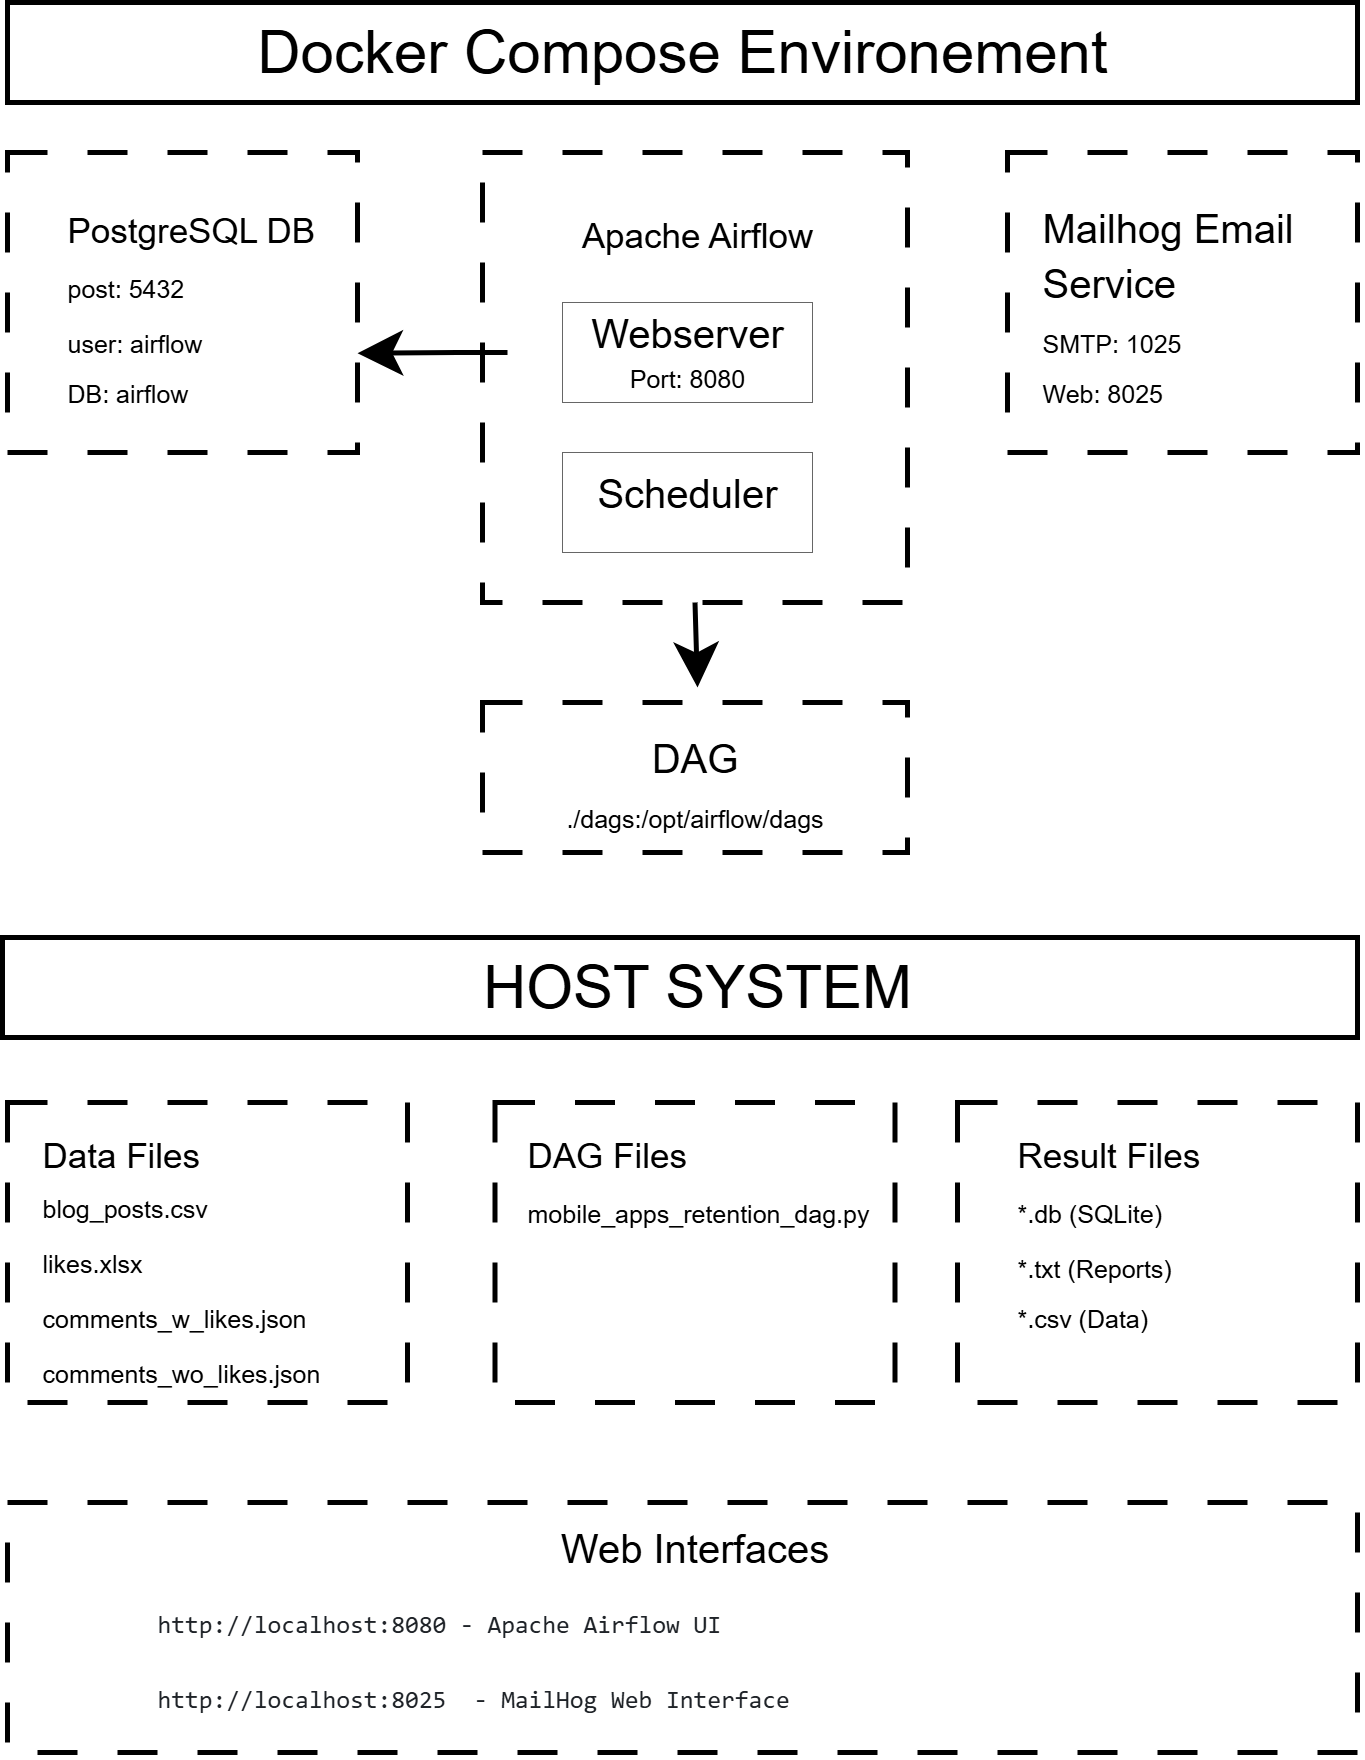 Docker Compose Environement
PostgreSQL DB
post: 5432
user: airflow
DB: airflow
Apache Airflow
Webserver
Port: 8080
Scheduler
Mailhog Email
Service
SMTP: 1025
Web: 8025
DAG
./dags:/opt/airflow/dags
HOST SYSTEM
Data Files
blog_posts.csv
likes.xlsx
comments_w_likes.json
comments_wo_likes.json
DAG Files
mobile_apps_retention_dag.py
Result Files
*.db (SQLite)
*.txt (Reports)
*.csv (Data)
Web Interfaces
http://localhost:8080 - Apache Airflow UI
http://localhost:8025  - MailHog Web Interface